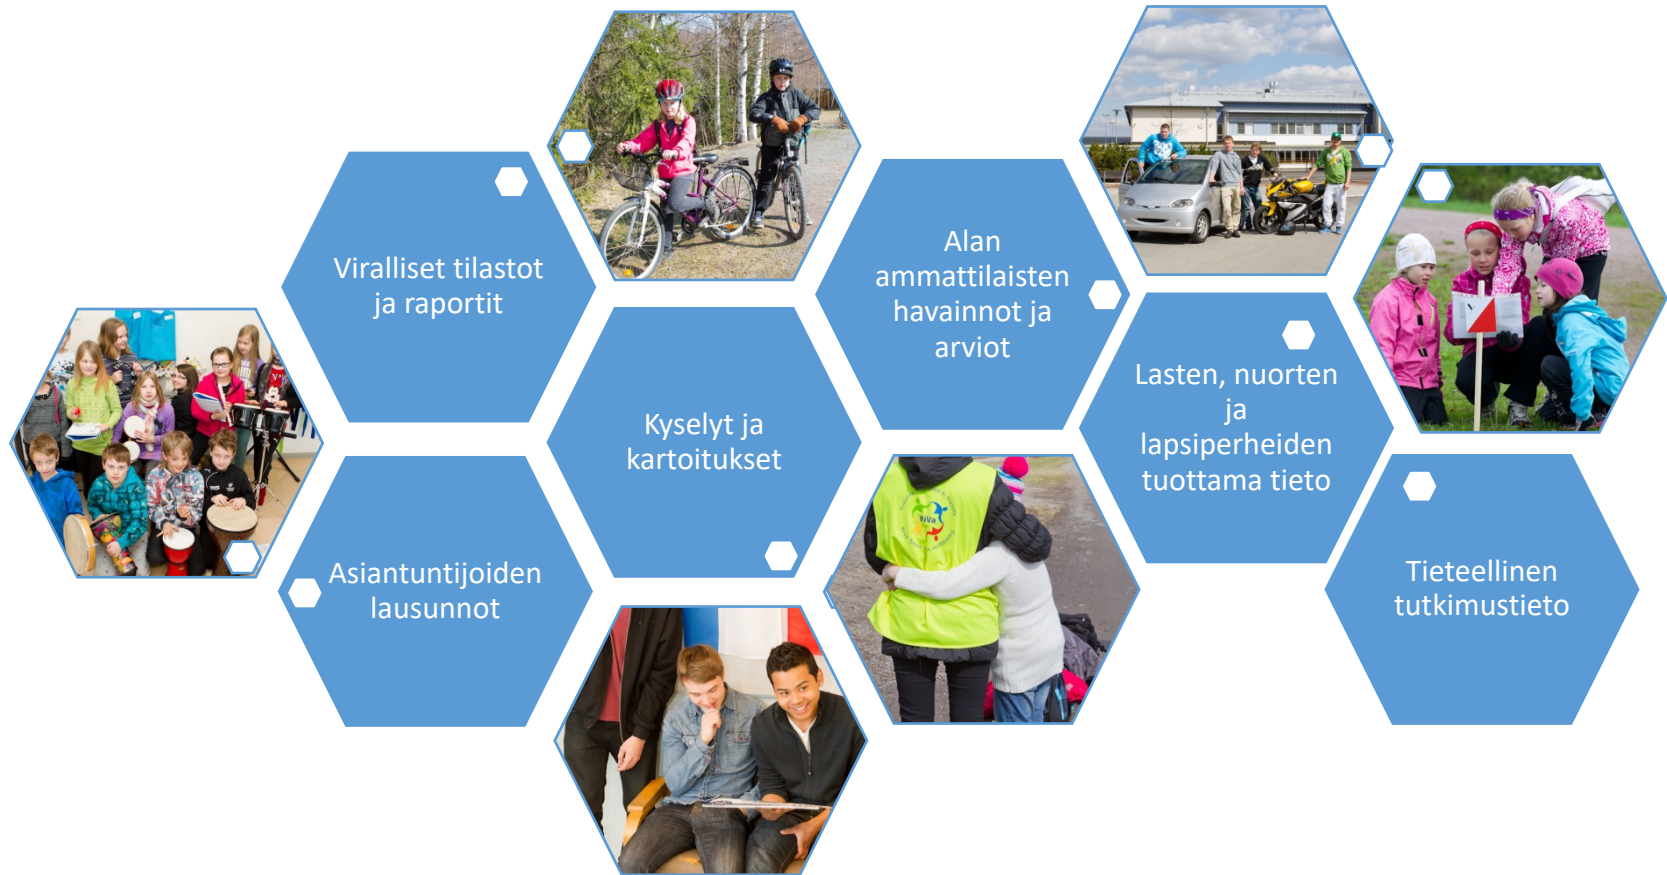 Viralliset tilastot
ja raportit
Asiantuntijoiden
lausunnot
Kyselyt ja
kartoitukset
Alan
ammattilaisten
havainnot ja
arviot
Lasten, nuorten
ja
lapsiperheiden
tuottama tieto
Tieteellinen
tutkimustieto